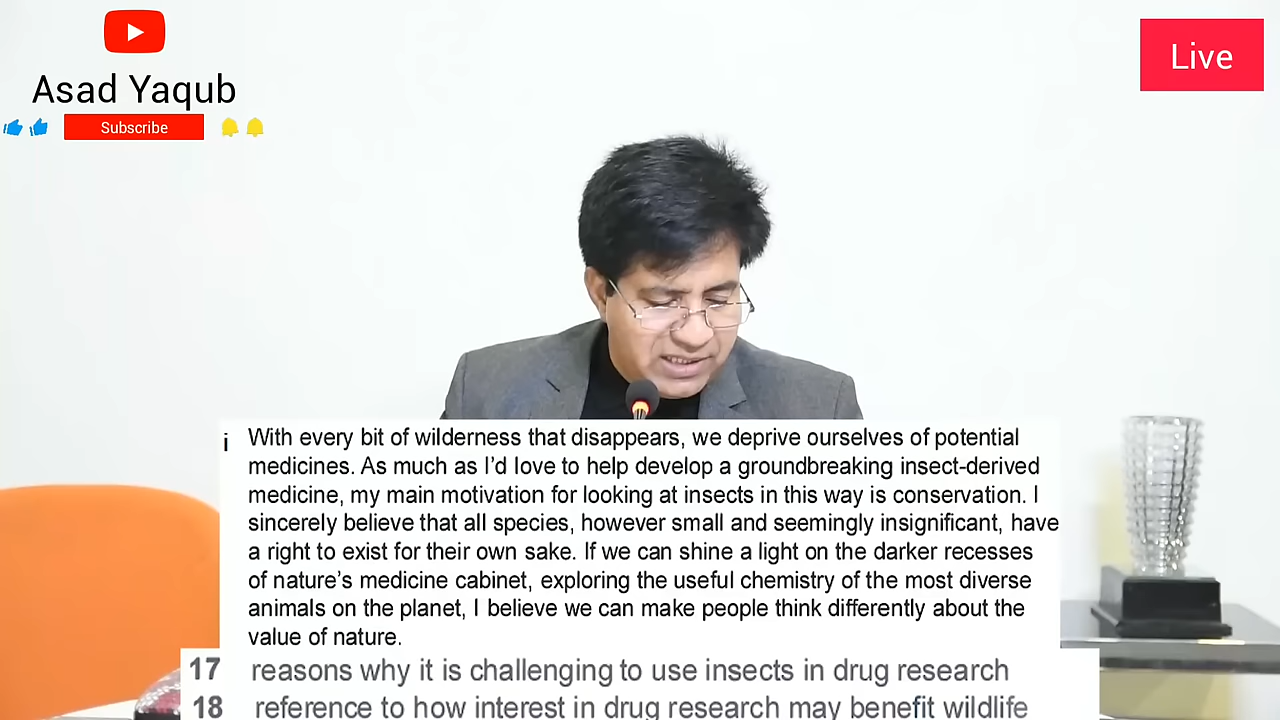 Asad Yaqub
Subscribe
Live
i With every bit of wilderness that disappears, we deprive ourselves of potential
medicines. As much as I'd love to help develop a groundbreaking insect-derived
medicine, my main motivation for looking at insects in this way is conservation. I
sincerely believe that all species, however small and seemingly insignificant, have
a right to exist for their own sake. If we can shine a light on the darker recesses
of nature's medicine cabinet, exploring the useful chemistry of the most diverse
animals on the planet, I believe we can make people think differently about the
value of nature.
17 reasons why it is challenging to use insects in drug research
18 reference to how interest in drug research may benefit wildlife